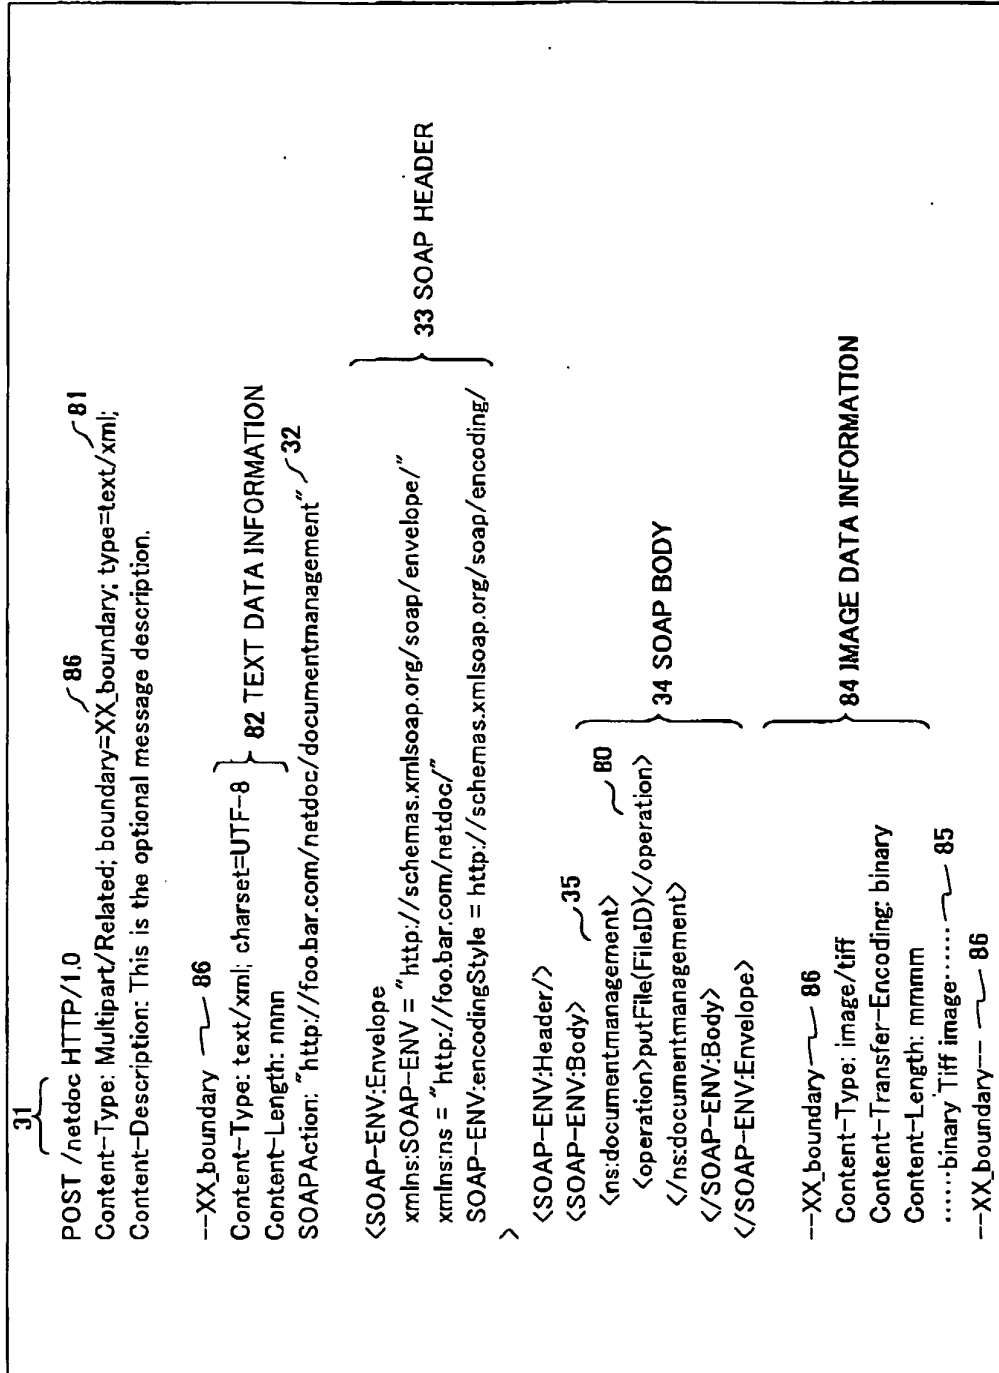 31
POST /netdoc HTTP/1.0
86
Content-Type: Multipart/Related; boundary=XX_boundary; type=text/xml;
81
Content-Description: This is the optional message description.
--XX_boundary 86
Content-Type: text/xml; charset=UTF-8
Content-Length: nnnn
82 TEXT DATA INFORMATION
SOAPAction: "http://foo.bar.com/netdoc/documentmanagement" 32
<SOAP-ENV:Envelope
xmlns:SOAP-ENV = "http://schemas.xmlsoap.org/soap/envelope/"
xmlns:ns = "http://foo.bar.com/netdoc/"
SOAP-ENV:encodingStyle = http://schemas.xmlsoap.org/soap/encoding/
>
33 SOAP HEADER
<SOAP-ENV:Header/>
<SOAP-ENV:Body>
35
<ns:documentmanagement>
80
<operation>putFile(FileID)</operation>
</ns:documentmanagement>
</SOAP-ENV:Body>
</SOAP-ENV:Envelope>
34 SOAP BODY
--XX_boundary 86
Content-Type: image/tiff
Content-Transfer-Encoding: binary
Content-Length: mmmm
······binary Tiff image······ 85
--XX_boundary-- 86
84 IMAGE DATA INFORMATION